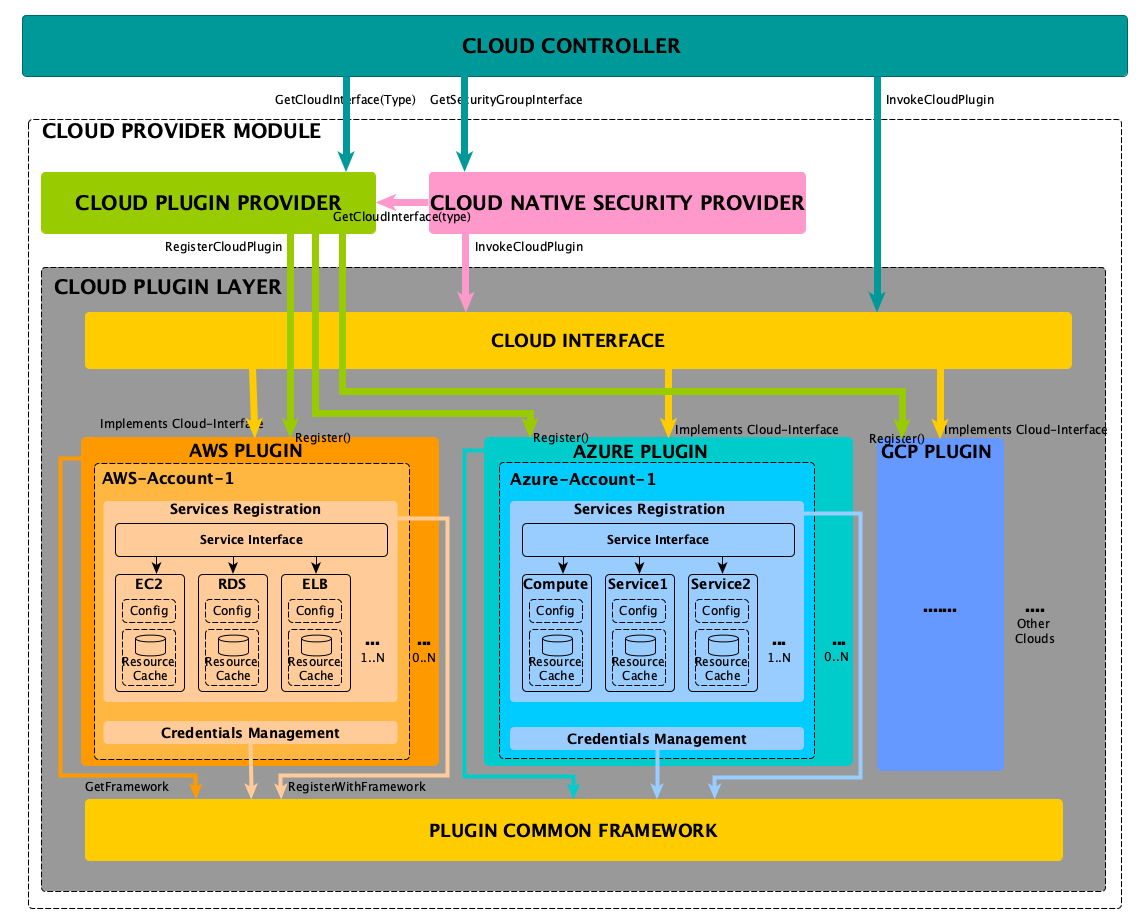 CLOUD CONTROLLER
GetCloudInterface(Type)
GetSecurityGroupInterface
InvokeCloudPlugin
CLOUD PROVIDER MODULE
CLOUD PLUGIN PROVIDER
CLOUD NATIVE SECURITY PROVIDER
GetCloudInterface(type)
RegisterCloudPlugin
InvokeCloudPlugin
CLOUD PLUGIN LAYER
CLOUD INTERFACE
Implements Cloud-Interface
Register()
Register()
Implements Cloud-Interface
Register()
Implements Cloud-Interface
AWS PLUGIN
AWS-Account-1
Services Registration
Service Interface
EC2
Config
Resource
Cache
RDS
Config
Resource
Cache
ELB
Config
Resource
Cache
...
1..N
...
0..N
Credentials Management
AZURE PLUGIN
Azure-Account-1
Services Registration
Service Interface
Compute
Config
Resource
Cache
Service1
Config
Resource
Cache
Service2
Config
Resource
Cache
...
1..N
...
0..N
Credentials Management
GCP PLUGIN
.......
....
Other
Clouds
GetFramework
RegisterWithFramework
PLUGIN COMMON FRAMEWORK